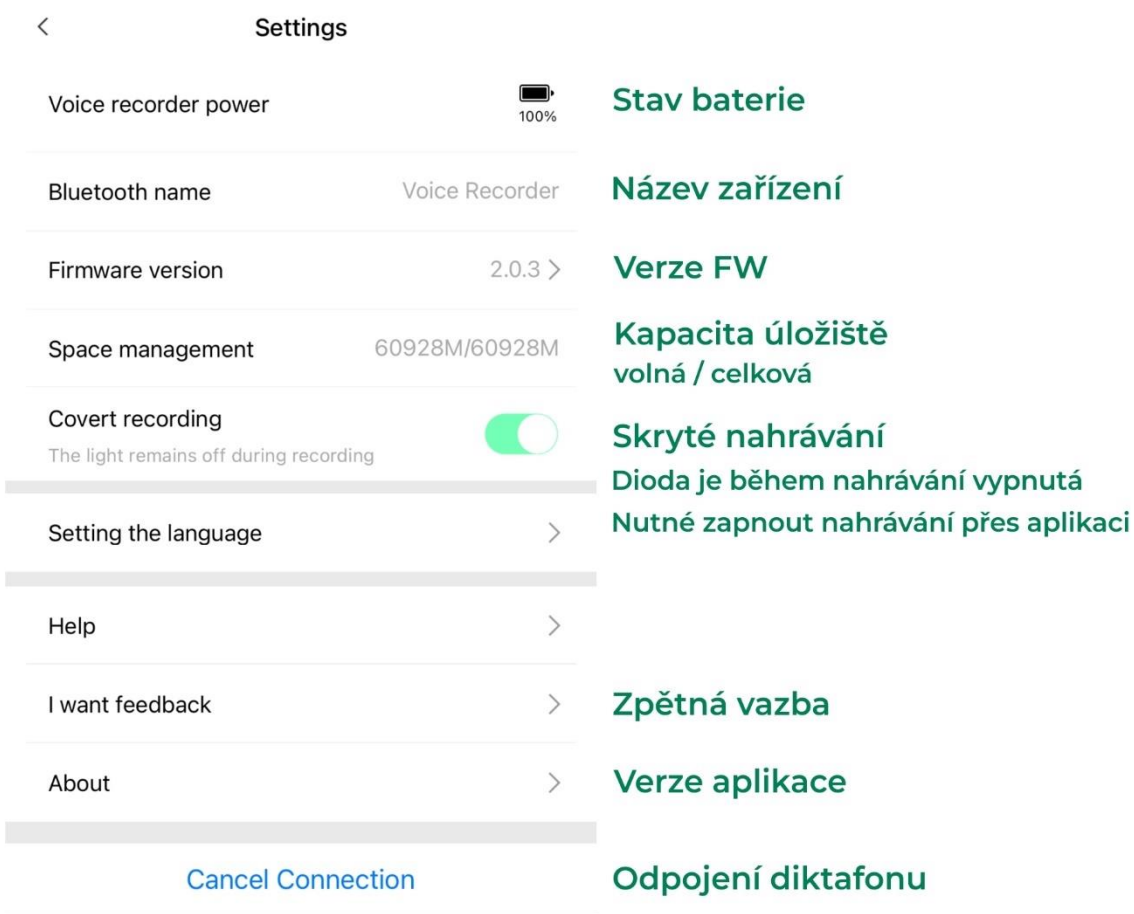 Settings
Voice recorder power
100%
Stav baterie
Bluetooth name
Voice Recorder
Název zařízení
Firmware version
2.0.3
Verze FW
Space management
60928M/60928M
Kapacita úložiště
volná / celková
Covert recording
The light remains off during recording
Skryté nahrávání
Dioda je během nahrávání vypnutá
Nutné zapnout nahrávání přes aplikaci
Setting the language
Help
I want feedback
Zpětná vazba
About
Verze aplikace
Cancel Connection
Odpojení diktafonu